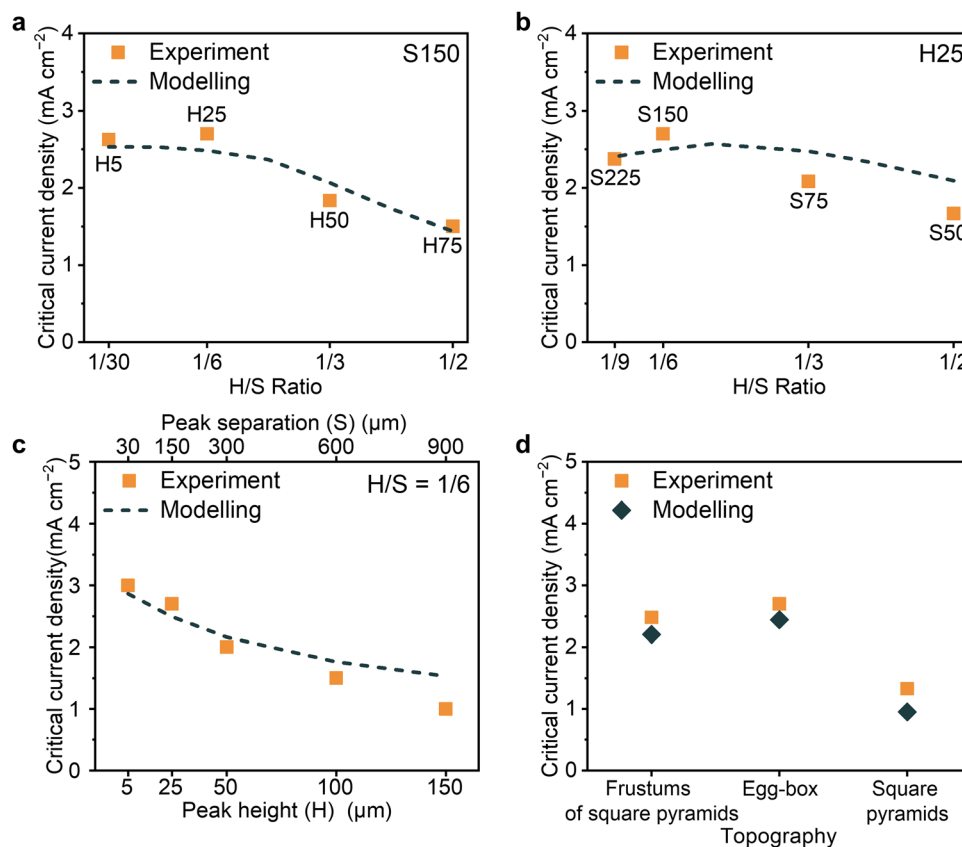 a
Critical current density (mA cm⁻²)
4
3
2
1
0
Experiment
Modelling
S150
H5
H25
H50
H75
1/30
1/6
1/3
1/2
H/S Ratio
b
Critical current density (mA cm⁻²)
4
3
2
1
0
Experiment
Modelling
H25
S225
S150
S75
S50
1/9
1/6
1/3
1/2
H/S Ratio
c
Peak separation (S) (μm)
30
150
300
600
900
Critical current density(mA cm⁻²)
5
4
3
2
1
0
Experiment
Modelling
H/S = 1/6
5
25
50
100
150
Peak height (H) (μm)
d
Critical current density (mA cm⁻²)
5
4
3
2
1
0
Experiment
Modelling
Frustums
of square pyramids
Egg-box
Square
pyramids
Topography